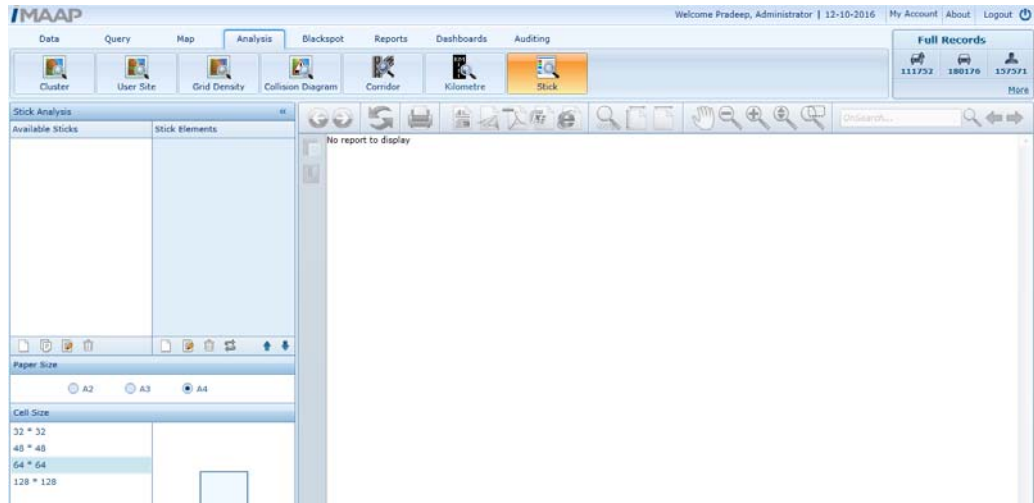 iMAAP
Welcome Pradeep, Administrator | 12-10-2016 My Account About Logout
Data Query Map Analysis Blackspot Reports Dashboards Auditing
Cluster User Site Grid Density Collision Diagram Corridor Kilometre Stick
Full Records
111752 180176 157571
More
Stick Analysis
Available Sticks Stick Elements
OnSearch...
No report to display
Paper Size
A2 A3 A4
Cell Size
32 * 32
48 * 48
64 * 64
128 * 128